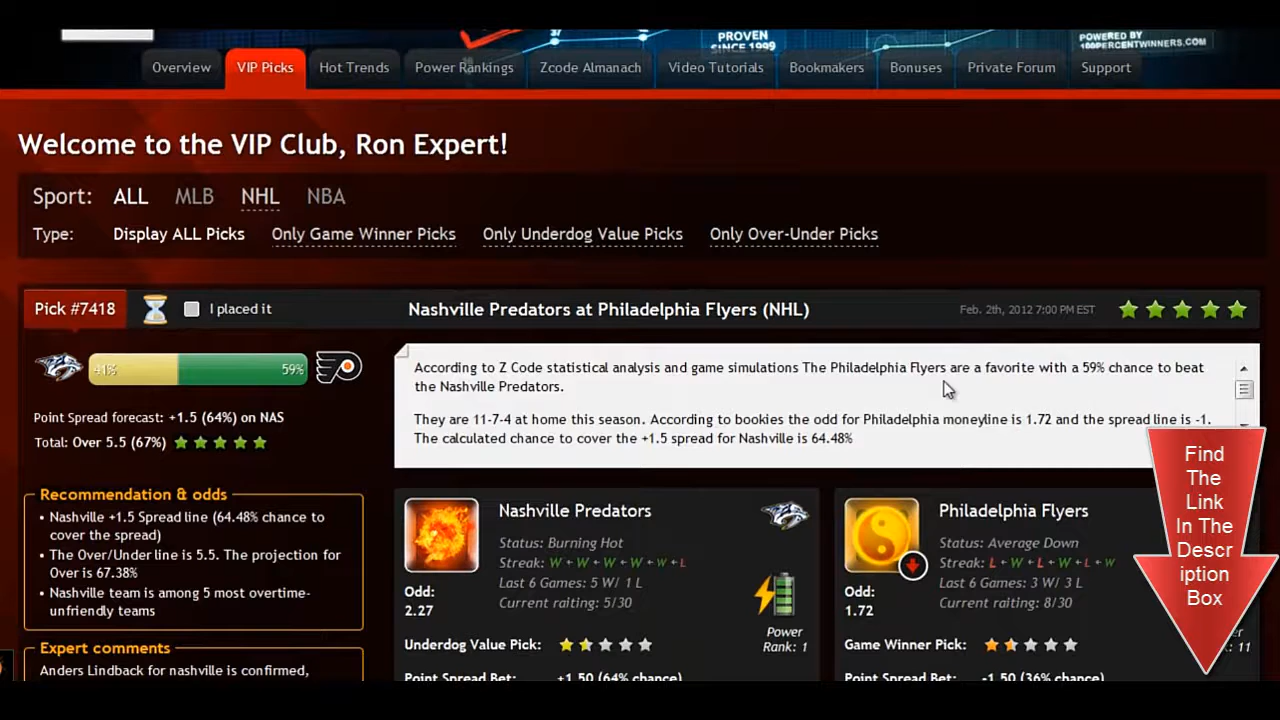 PROVEN
SINCE 1999
POWERED BY
100PERCENTWINNERS.COM
Overview
VIP Picks
Hot Trends
Power Rankings
Zcode Almanach
Video Tutorials
Bookmakers
Bonuses
Private Forum
Support
Welcome to the VIP Club, Ron Expert!
Sport: ALL MLB NHL NBA
Type: Display ALL Picks Only Game Winner Picks Only Underdog Value Picks Only Over-Under Picks
Pick #7418
I placed it
Nashville Predators at Philadelphia Flyers (NHL)
Feb. 2th, 2012 7:00 PM EST
41% 59%
Point Spread forecast: +1.5 (64%) on NAS
Total: Over 5.5 (67%)
According to Z Code statistical analysis and game simulations The Philadelphia Flyers are a favorite with a 59% chance to beat
the Nashville Predators.
They are 11-7-4 at home this season. According to bookies the odd for Philadelphia moneyline is 1.72 and the spread line is -1.
The calculated chance to cover the +1.5 spread for Nashville is 64.48%
Recommendation & odds
• Nashville +1.5 Spread line (64.48% chance to
cover the spread)
• The Over/Under line is 5.5. The projection for
Over is 67.38%
• Nashville team is among 5 most overtime-
unfriendly teams
Expert comments
Anders Lindback for nashville is confirmed,
Nashville Predators
Status: Burning Hot
Streak: W W W W W L
Last 6 Games: 5 W/ 1 L
Current raiting: 5/30
Odd:
2.27
Power
Rank: 1
Underdog Value Pick:
Point Spread Bet: +1.50 (64% chance)
Philadelphia Flyers
Status: Average Down
Streak: L W L W L W
Last 6 Games: 3 W/ 3 L
Current raiting: 8/30
Odd:
1.72
11
Game Winner Pick:
Point Spread Bet: -1.50 (36% chance)
Find
The
Link
In The
Descr
iption
Box